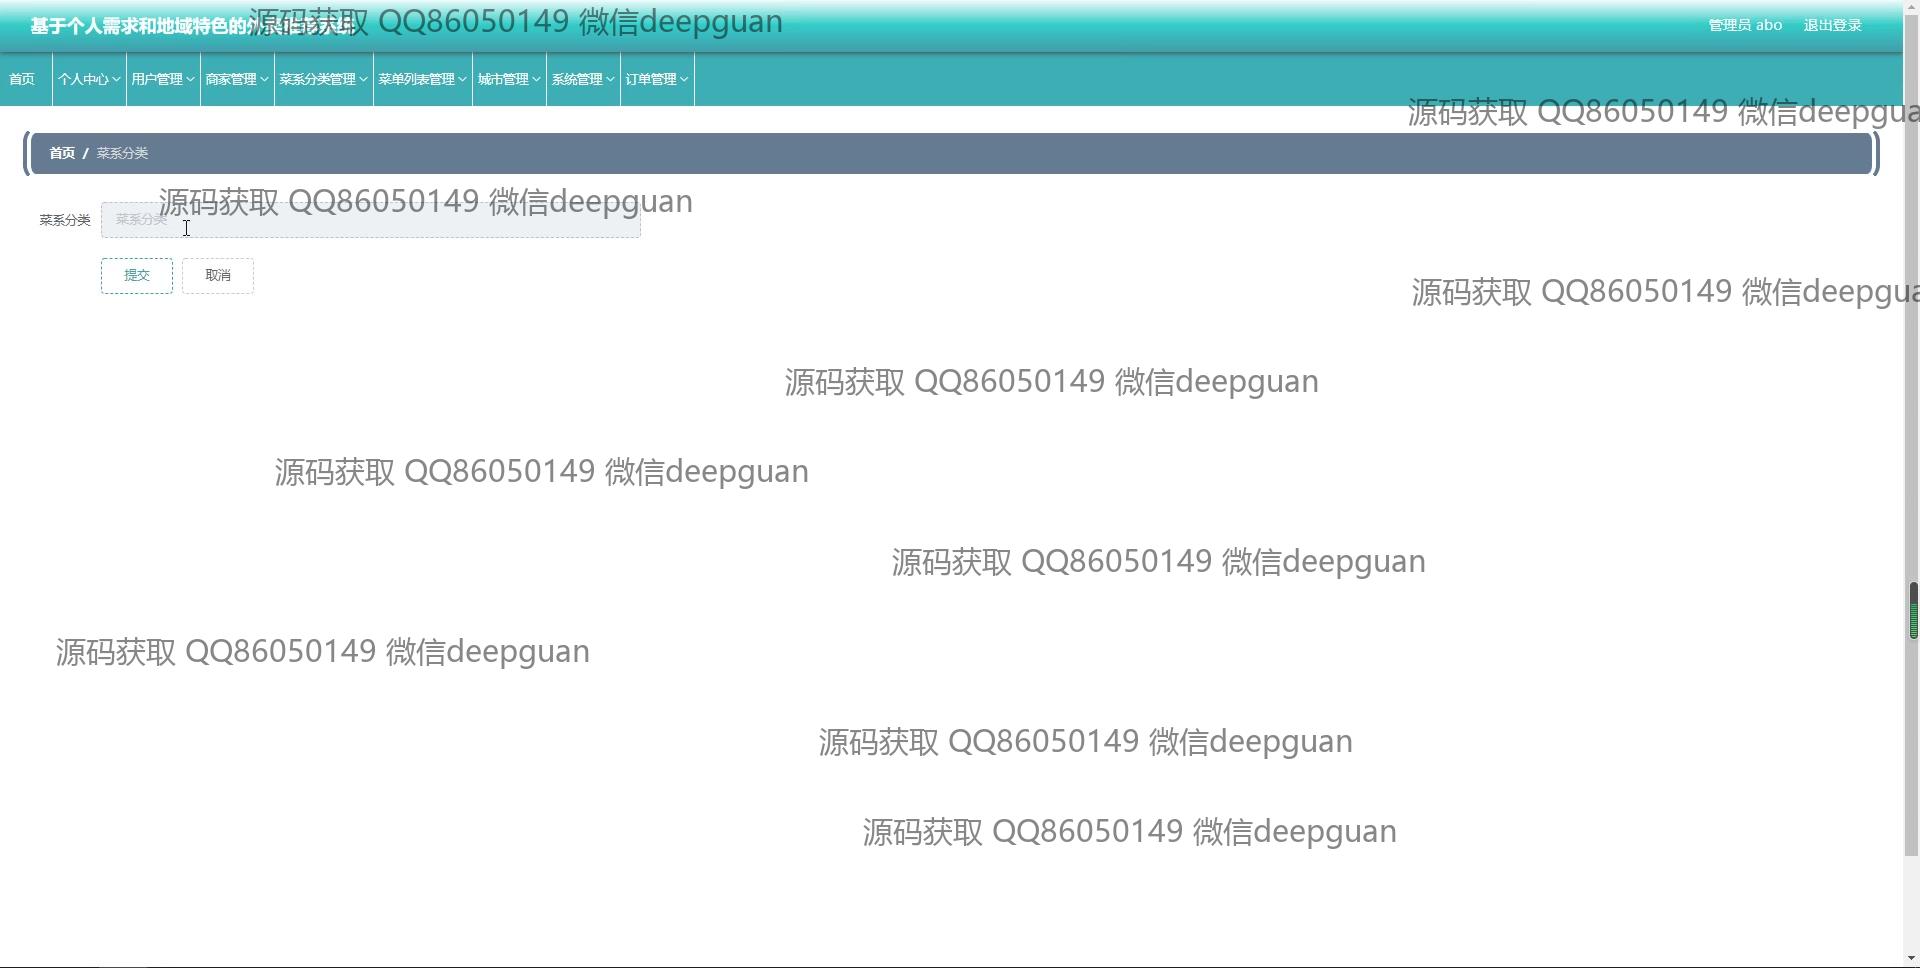 基于个人需求和地域特色的外
源码获取 QQ86050149 微信deepguan
管理员 abo
退出登录
首页
个人中心
用户管理
商家管理
菜系分类管理
菜单列表管理
城市管理
系统管理
订单管理
源码获取 QQ86050149 微信deepgua
首页 / 菜系分类
源码获取 QQ86050149 微信deepguan
菜系分类
菜系分类
提交
取消
源码获取 QQ86050149 微信deepgua
源码获取 QQ86050149 微信deepguan
源码获取 QQ86050149 微信deepguan
源码获取 QQ86050149 微信deepguan
源码获取 QQ86050149 微信deepguan
源码获取 QQ86050149 微信deepguan
源码获取 QQ86050149 微信deepguan